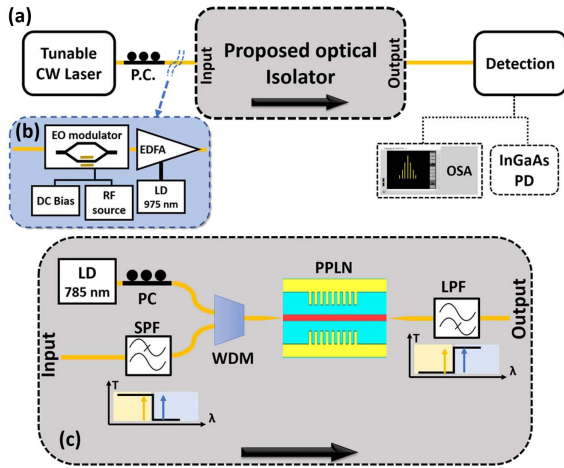 (a)
Tunable
CW Laser
P.C.
Input
Proposed optical
Isolator
Output
Detection
(b)
EO modulator
EDFA
DC Bias
RF
source
LD
975 nm
OSA
InGaAs
PD
LD
785 nm
PC
PPLN
LPF
Output
SPF
WDM
Input
T
λ
T
λ
(c)